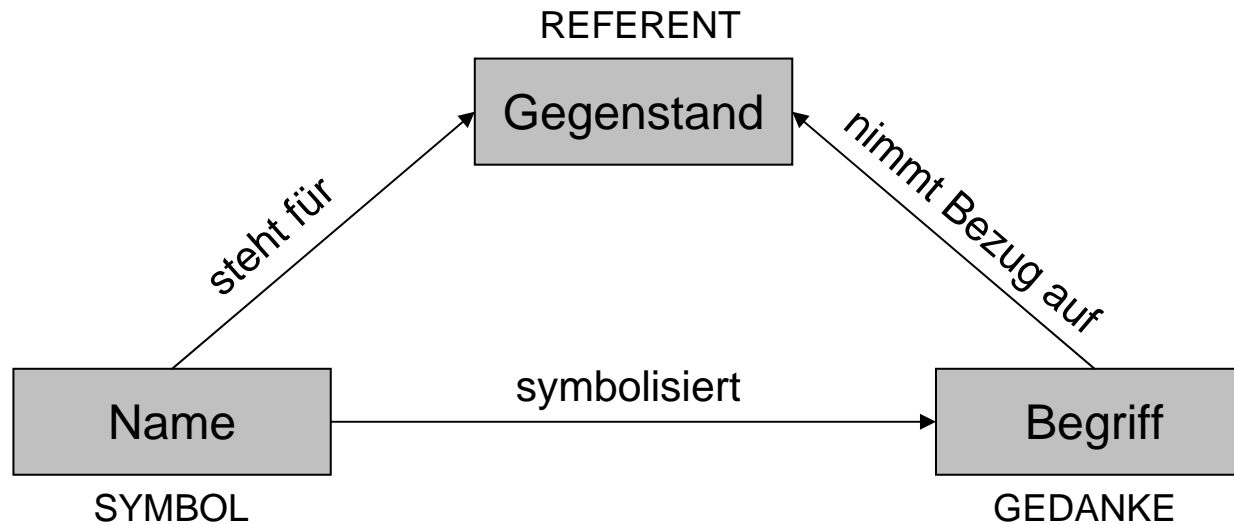 REFERENT
Gegenstand
steht für
nimmt Bezug auf
symbolisiert
Name
Begriff
SYMBOL
GEDANKE